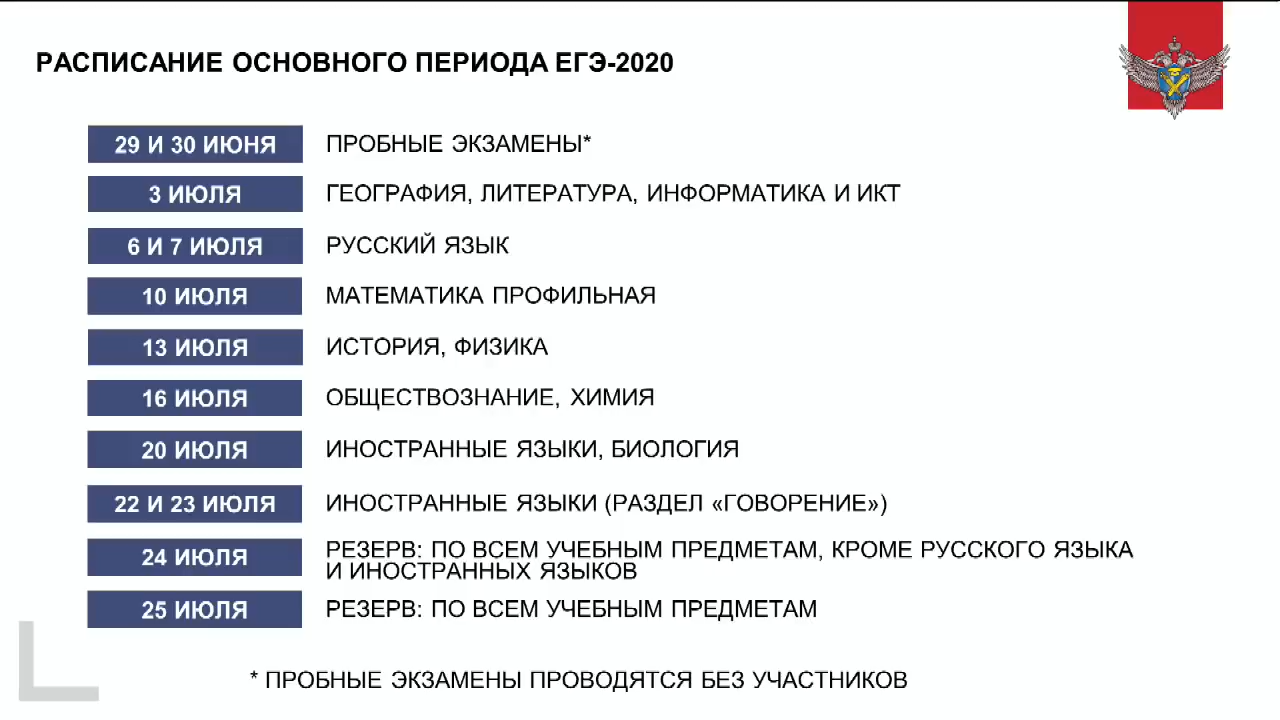 РАСПИСАНИЕ ОСНОВНОГО ПЕРИОДА ЕГЭ-2020
29 И 30 ИЮНЯ ПРОБНЫЕ ЭКЗАМЕНЫ*
3 ИЮЛЯ ГЕОГРАФИЯ, ЛИТЕРАТУРА, ИНФОРМАТИКА И ИКТ
6 И 7 ИЮЛЯ РУССКИЙ ЯЗЫК
10 ИЮЛЯ МАТЕМАТИКА ПРОФИЛЬНАЯ
13 ИЮЛЯ ИСТОРИЯ, ФИЗИКА
16 ИЮЛЯ ОБЩЕСТВОЗНАНИЕ, ХИМИЯ
20 ИЮЛЯ ИНОСТРАННЫЕ ЯЗЫКИ, БИОЛОГИЯ
22 И 23 ИЮЛЯ ИНОСТРАННЫЕ ЯЗЫКИ (РАЗДЕЛ «ГОВОРЕНИЕ»)
24 ИЮЛЯ РЕЗЕРВ: ПО ВСЕМ УЧЕБНЫМ ПРЕДМЕТАМ, КРОМЕ РУССКОГО ЯЗЫКА
И ИНОСТРАННЫХ ЯЗЫКОВ
25 ИЮЛЯ РЕЗЕРВ: ПО ВСЕМ УЧЕБНЫМ ПРЕДМЕТАМ
* ПРОБНЫЕ ЭКЗАМЕНЫ ПРОВОДЯТСЯ БЕЗ УЧАСТНИКОВ